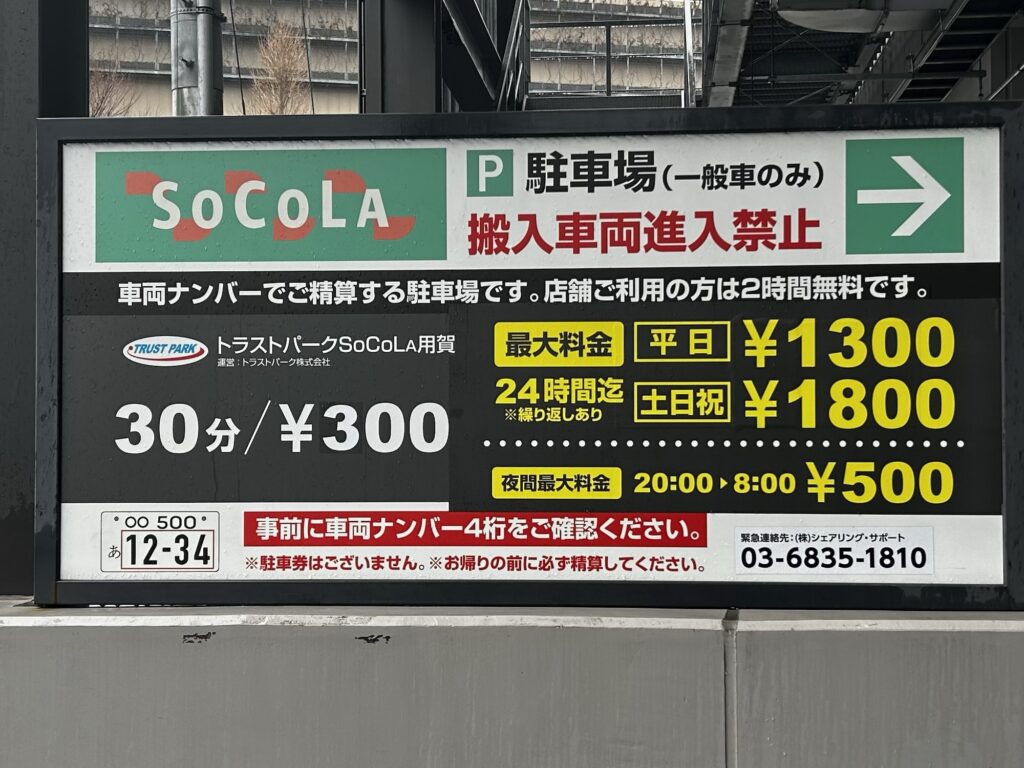 SoCoLA
P 駐車場(一般車のみ)
搬入車両進入禁止
車両ナンバーでご精算する駐車場です。店舗ご利用の方は2時間無料です。
TRUST PARK トラストパークSoCoLA用賀
運営:トラストパーク株式会社
30分/¥300
最大料金 平日 ¥1300
24時間迄 土日祝 ¥1800
※繰り返しあり
夜間最大料金 20:00▶8:00 ¥500
○○ 500
あ 12-34
事前に車両ナンバー4桁をご確認ください。
※駐車券はございません。※お帰りの前に必ず精算してください。
緊急連絡先:(株)シェアリング・サポート
03-6835-1810